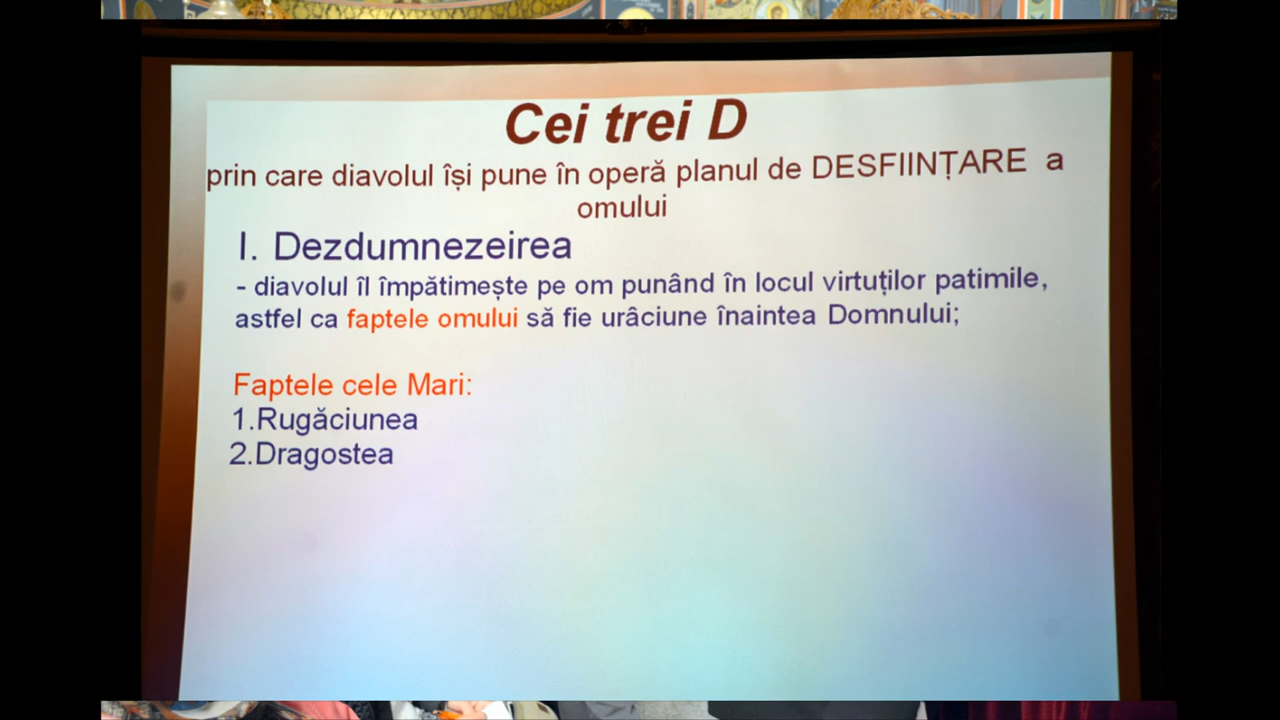 Cei trei D
prin care diavolul își pune în operă planul de DESFIINȚARE a
omului
I. Dezdumnezeirea
- diavolul îl împătimește pe om punând în locul virtuților patimile,
astfel ca faptele omului să fie urâciune înaintea Domnului;
Faptele cele Mari:
1.Rugăciunea
2.Dragostea